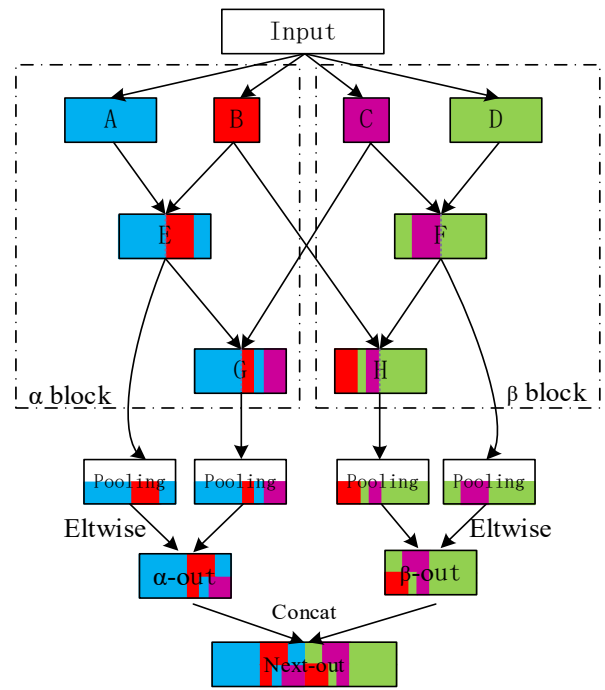 Input
A
B
C
D
E
F
G
H
α block
β block
Pooling
Pooling
Pooling
Pooling
Eltwise
Eltwise
α-out
β-out
Concat
Next-out